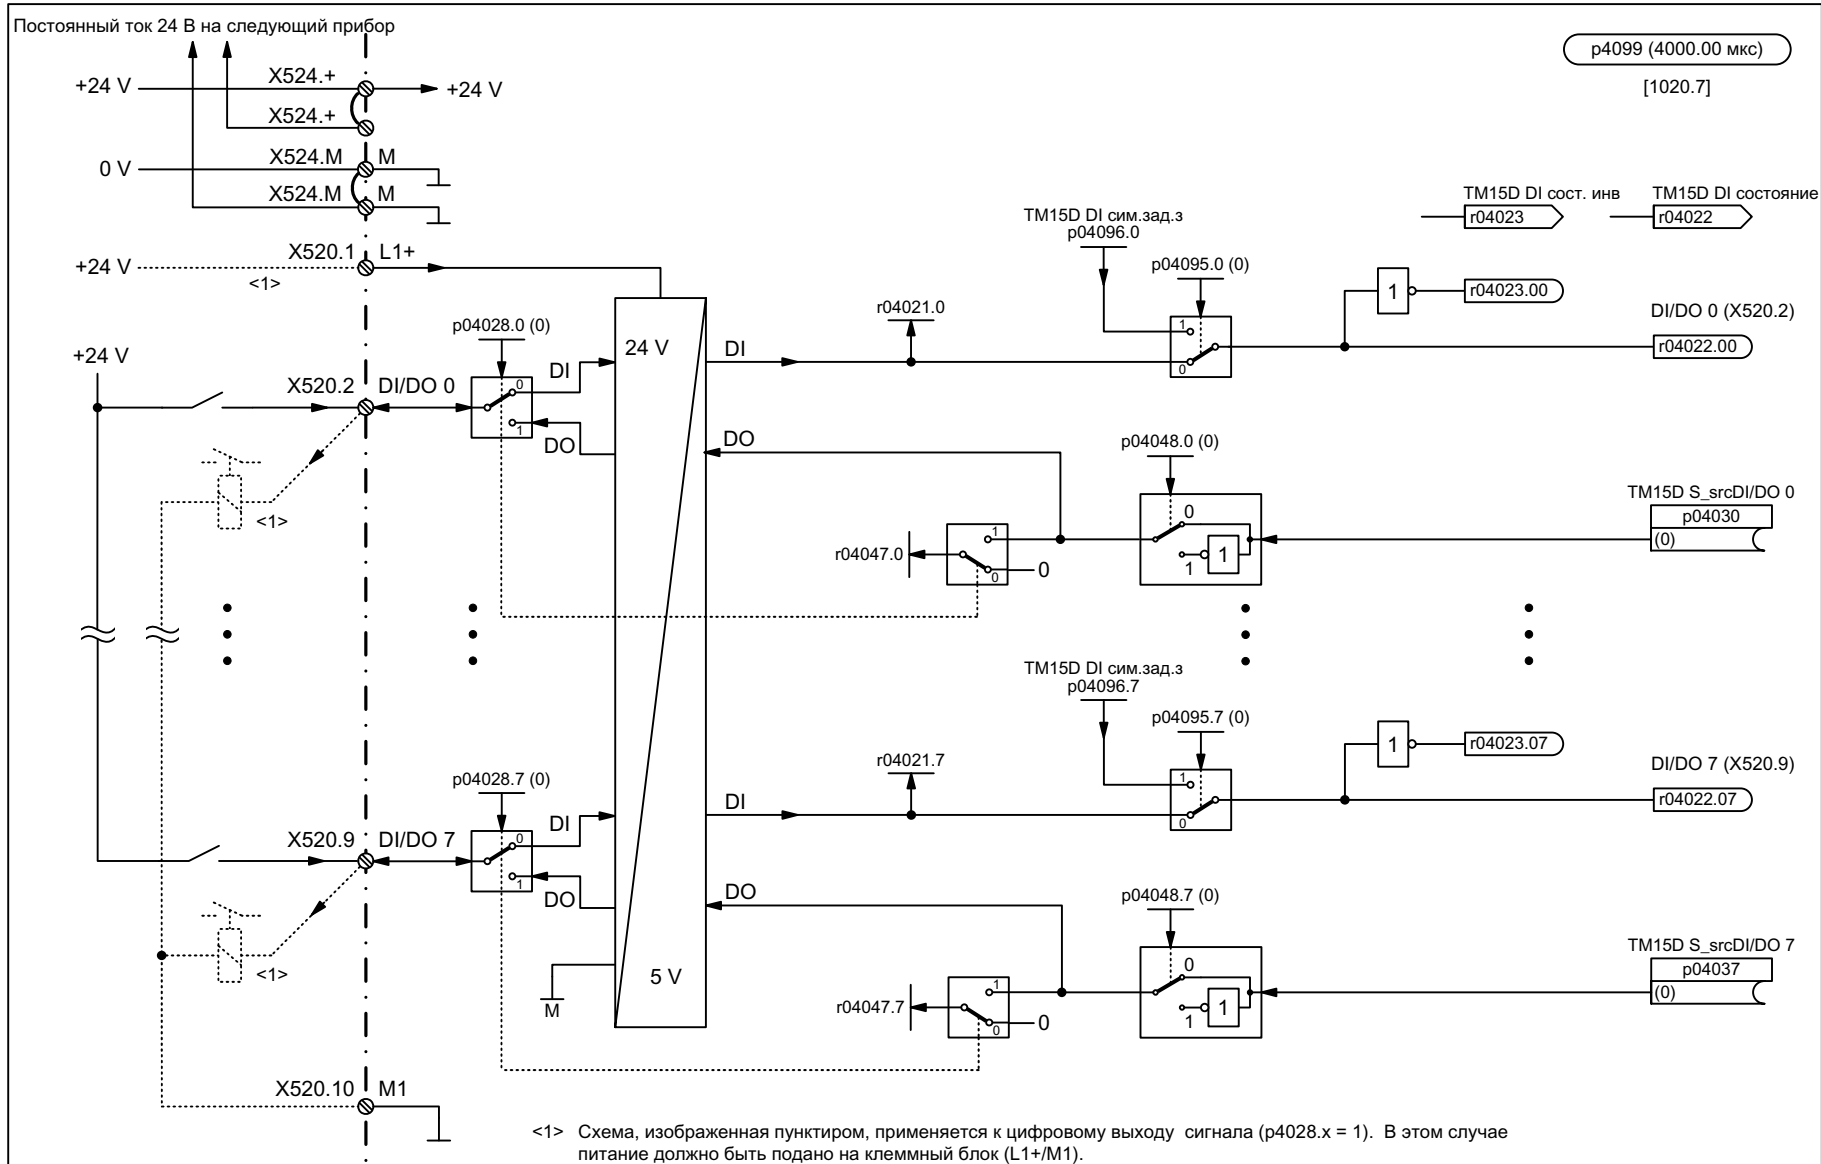 Постоянный ток 24 В на следующий прибор
p4099 (4000.00 мкс)
[1020.7]
+24 V
X524.+
+24 V
X524.+
0 V
X524.M
M
X524.M
M
+24 V
<1>
X520.1
L1+
TM15D DI сост. инв
r04023
TM15D DI состояние
r04022
TM15D DI сим.зад.з
p04096.0
p04095.0 (0)
1
0
r04021.0
1
r04023.00
DI/DO 0 (X520.2)
r04022.00
+24 V
X520.2
DI/DO 0
p04028.0 (0)
0
1
DI
DO
24 V
DI
DO
<1>
p04048.0 (0)
0
1
1
r04047.0
1
0
0
TM15D S_srcDI/DO 0
p04030
(0)
TM15D DI сим.зад.з
p04096.7
p04095.7 (0)
1
0
r04021.7
1
r04023.07
DI/DO 7 (X520.9)
r04022.07
X520.9
DI/DO 7
p04028.7 (0)
0
1
DI
DO
DI
DO
<1>
5 V
M
p04048.7 (0)
0
1
1
r04047.7
1
0
0
TM15D S_srcDI/DO 7
p04037
(0)
X520.10
M1
<1> Схема, изображенная пунктиром, применяется к цифровому выходу сигнала (p4028.x = 1). В этом случае
питание должно быть подано на клеммный блок (L1+/M1).